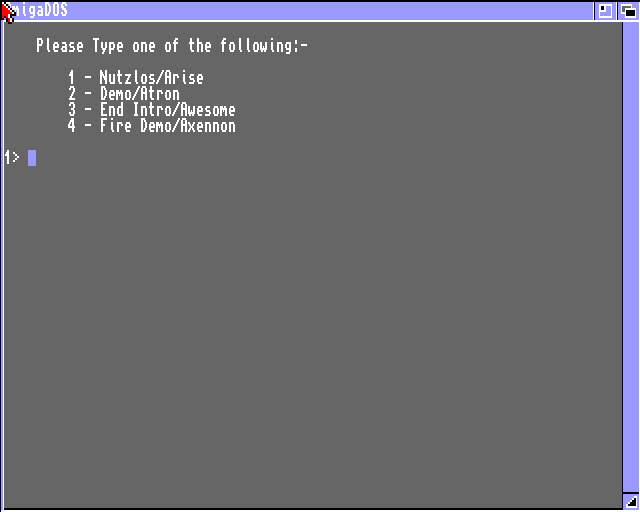 migaDOS
Please Type one of the following:-
1 - Nutzlos/Arise
2 - Demo/Atron
3 - End Intro/Awesome
4 - Fire Demo/Axennon
1>